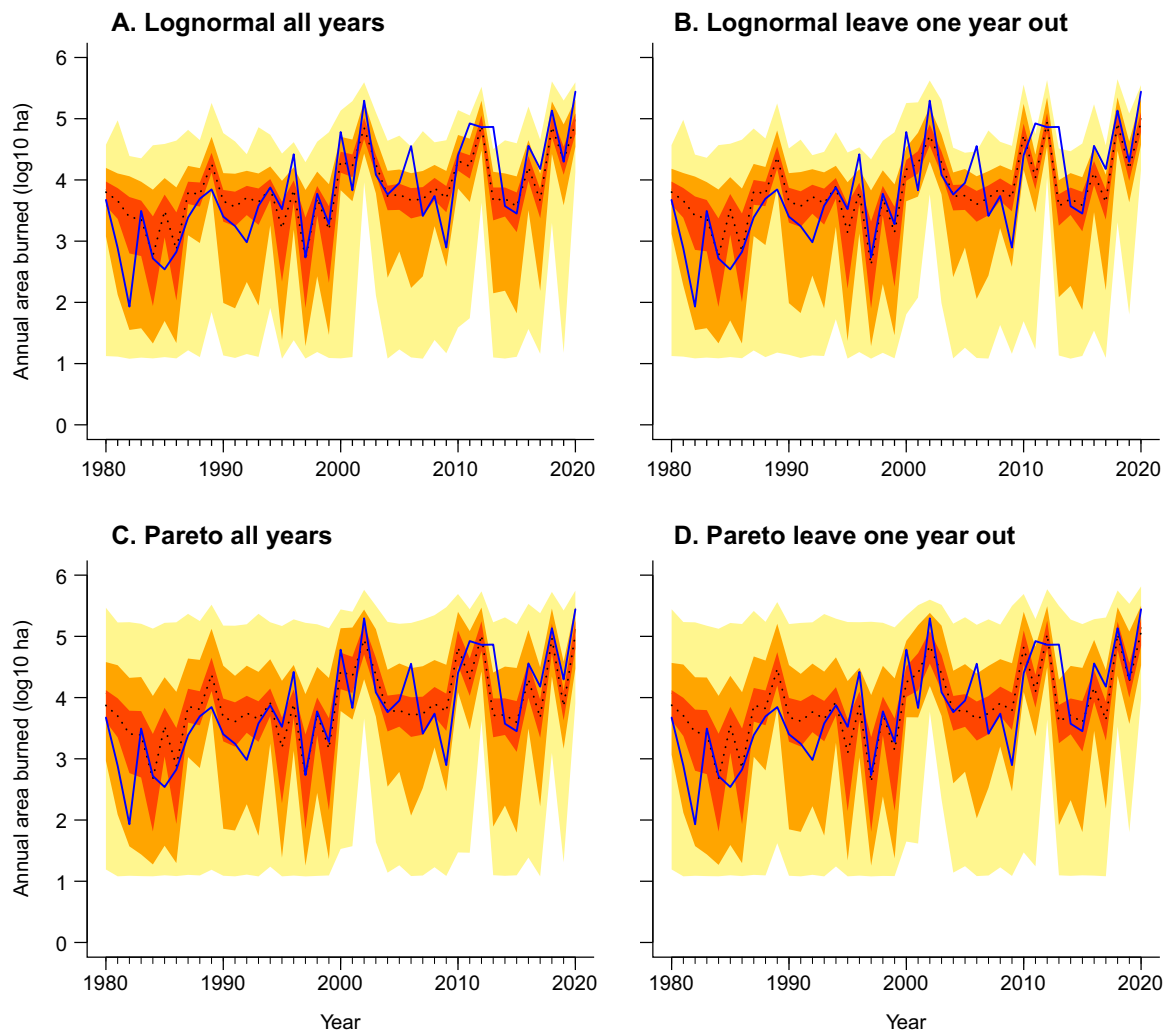 A. Lognormal all years
B. Lognormal leave one year out
Annual area burned (log10 ha)
6
5
4
3
2
1
0
1980 1990 2000 2010 2020
1980 1990 2000 2010 2020
C. Pareto all years
D. Pareto leave one year out
Annual area burned (log10 ha)
6
5
4
3
2
1
0
1980 1990 2000 2010 2020
1980 1990 2000 2010 2020
Year
Year